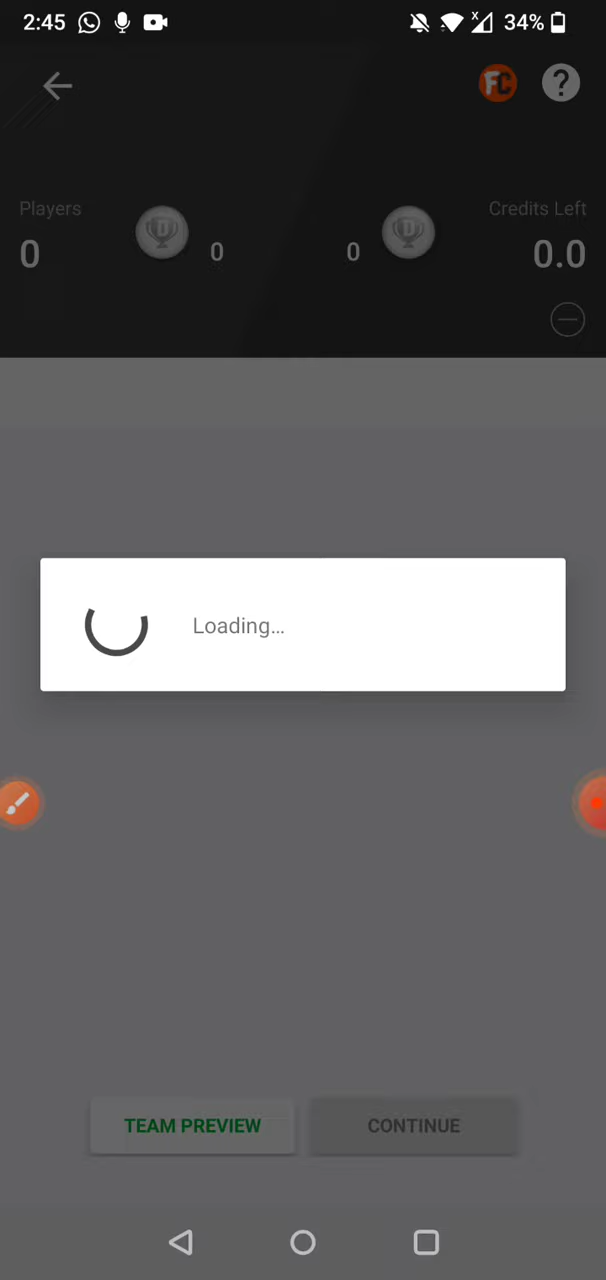 2:45
x
34%
FC
?
Players
Credits Left
D
D
0
0
0
0.0
Loading...
TEAM PREVIEW
CONTINUE